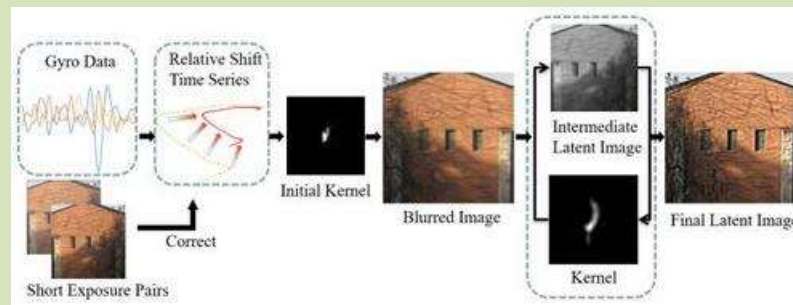 Gyro Data
Relative Shift
Time Series
Initial Kernel
Blurred Image
Intermediate
Latent Image
Kernel
Final Latent Image
Correct
Short Exposure Pairs